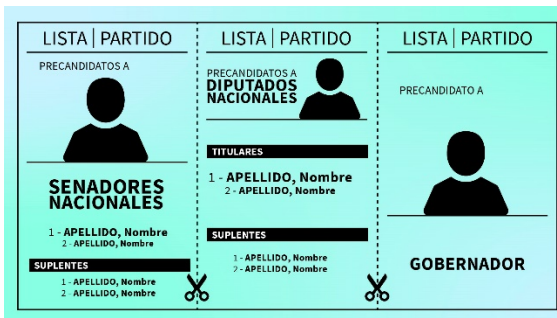 LISTA | PARTIDO
PRECANDIDATOS A
SENADORES
NACIONALES
1 - APELLIDO, Nombre
2 - APELLIDO, Nombre
SUPLENTES
1 - APELLIDO, Nombre
2 - APELLIDO, Nombre
LISTA | PARTIDO
PRECANDIDATOS A
DIPUTADOS
NACIONALES
TITULARES
1 - APELLIDO, Nombre
2 - APELLIDO, Nombre
SUPLENTES
1 - APELLIDO, Nombre
2 - APELLIDO, Nombre
LISTA | PARTIDO
PRECANDIDATO A
GOBERNADOR